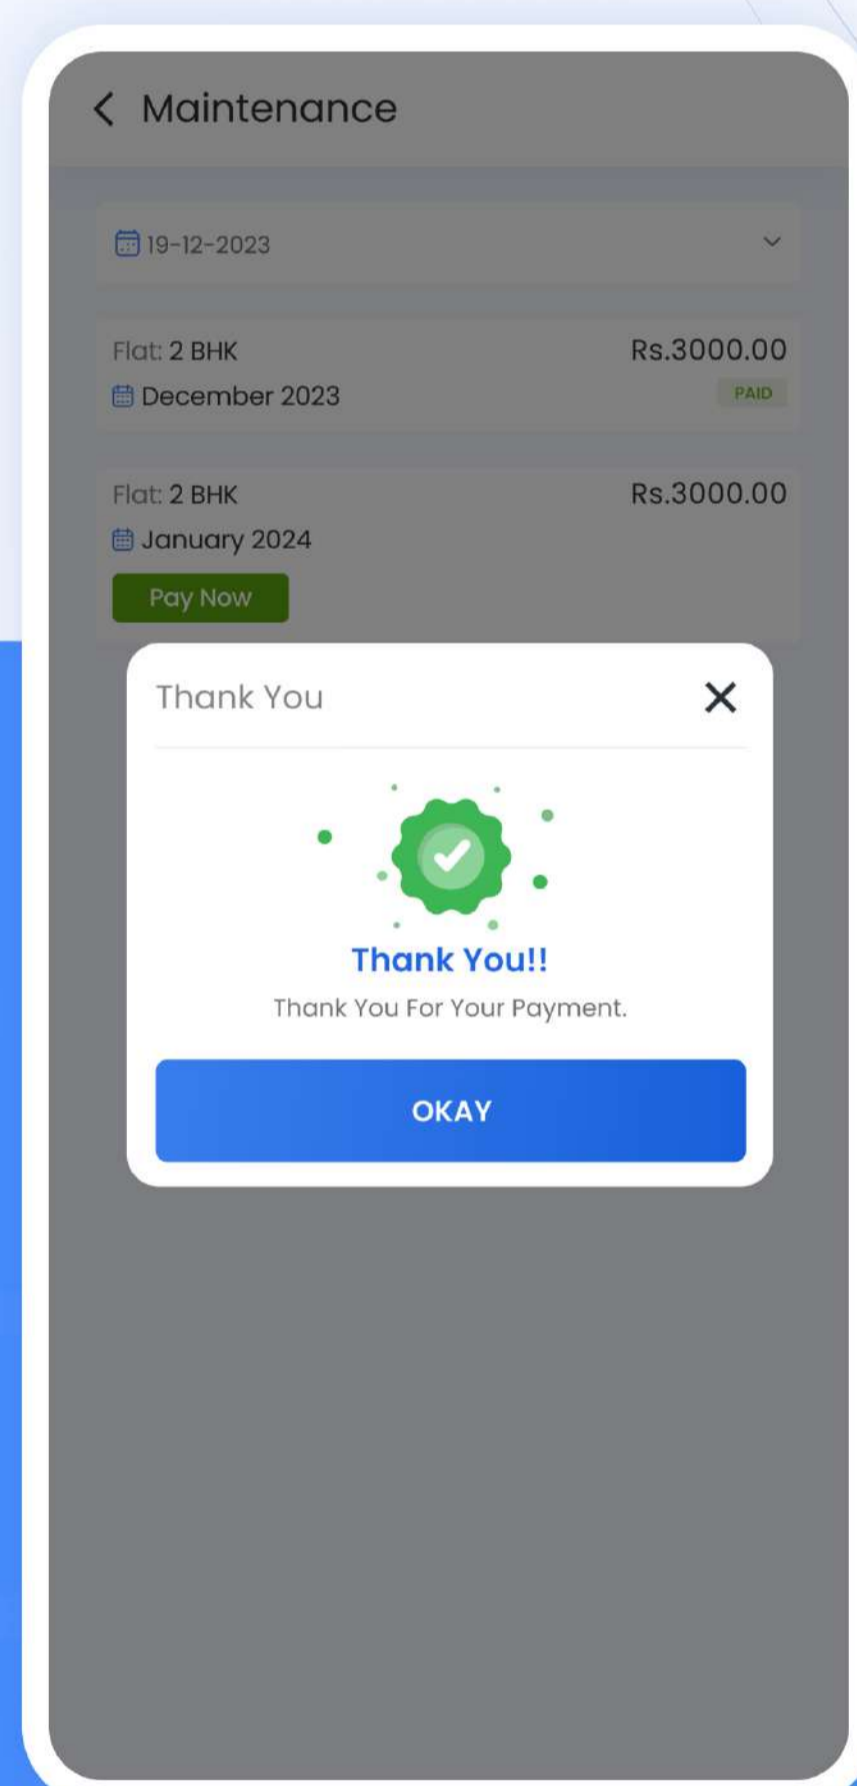 Maintenance
19-12-2023
Flat: 2 BHK Rs.3000.00
December 2023 PAID
Flat: 2 BHK Rs.3000.00
January 2024
Pay Now
Thank You
Thank You!!
Thank You For Your Payment.
OKAY